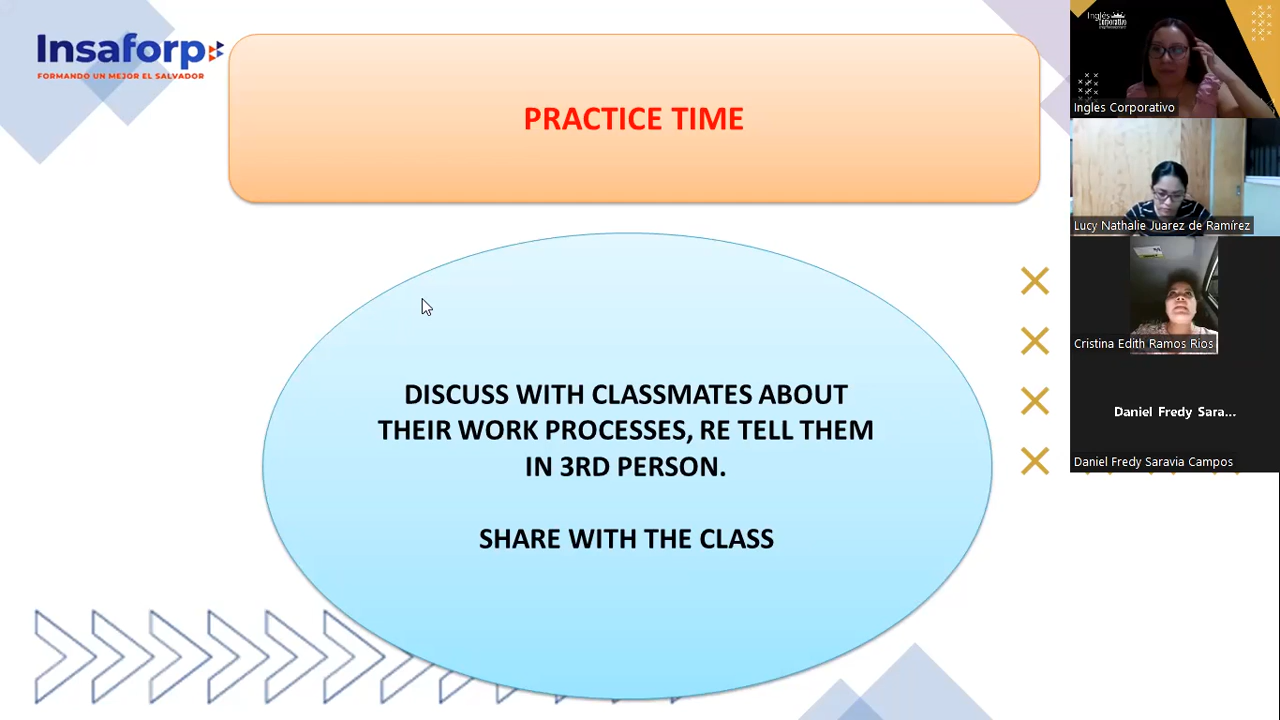 Insaforp
FORMANDO UN MEJOR EL SALVADOR
PRACTICE TIME
DISCUSS WITH CLASSMATES ABOUT
THEIR WORK PROCESSES, RE TELL THEM
IN 3RD PERSON.
SHARE WITH THE CLASS
Inglés
Corporativo
Ingles Corporativo
Lucy Nathalie Juarez de Ramírez
Cristina Edith Ramos Rios
Daniel Fredy Sara...
Daniel Fredy Saravia Campos